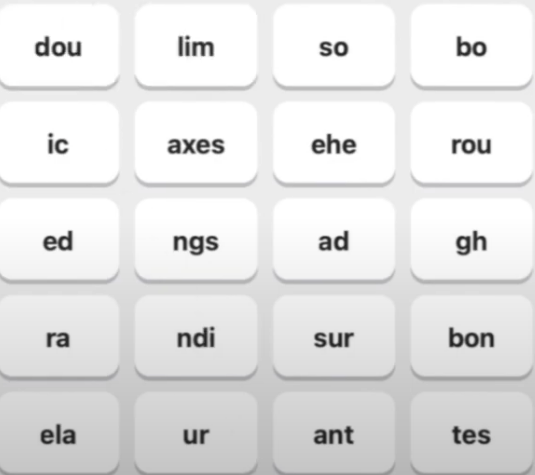 dou lim so bo
ic axes ehe rou
ed ngs ad gh
ra ndi sur bon
ela ur ant tes